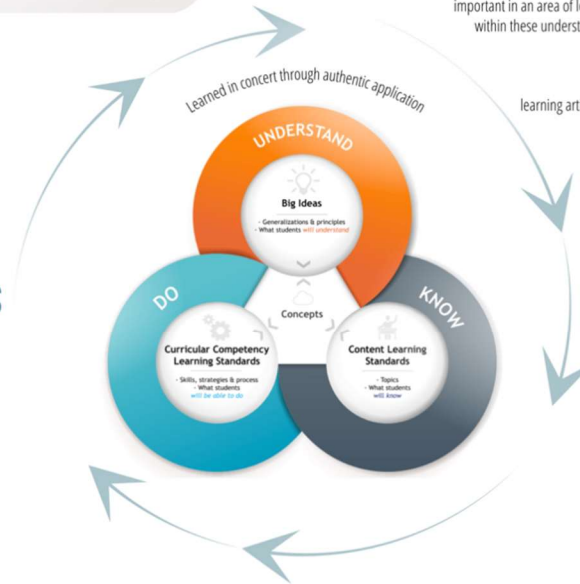 important in an area of
within these
learning
Learned in concert through authentic application
UNDERSTAND
Big Ideas
- Generalizations & principles
- What students will understand
DO
KNOW
Concepts
Curricular Competency
Learning Standards
- Skills, strategies & process
- What students
will be able to do
Content Learning
Standards
- Topics
- What students
will know